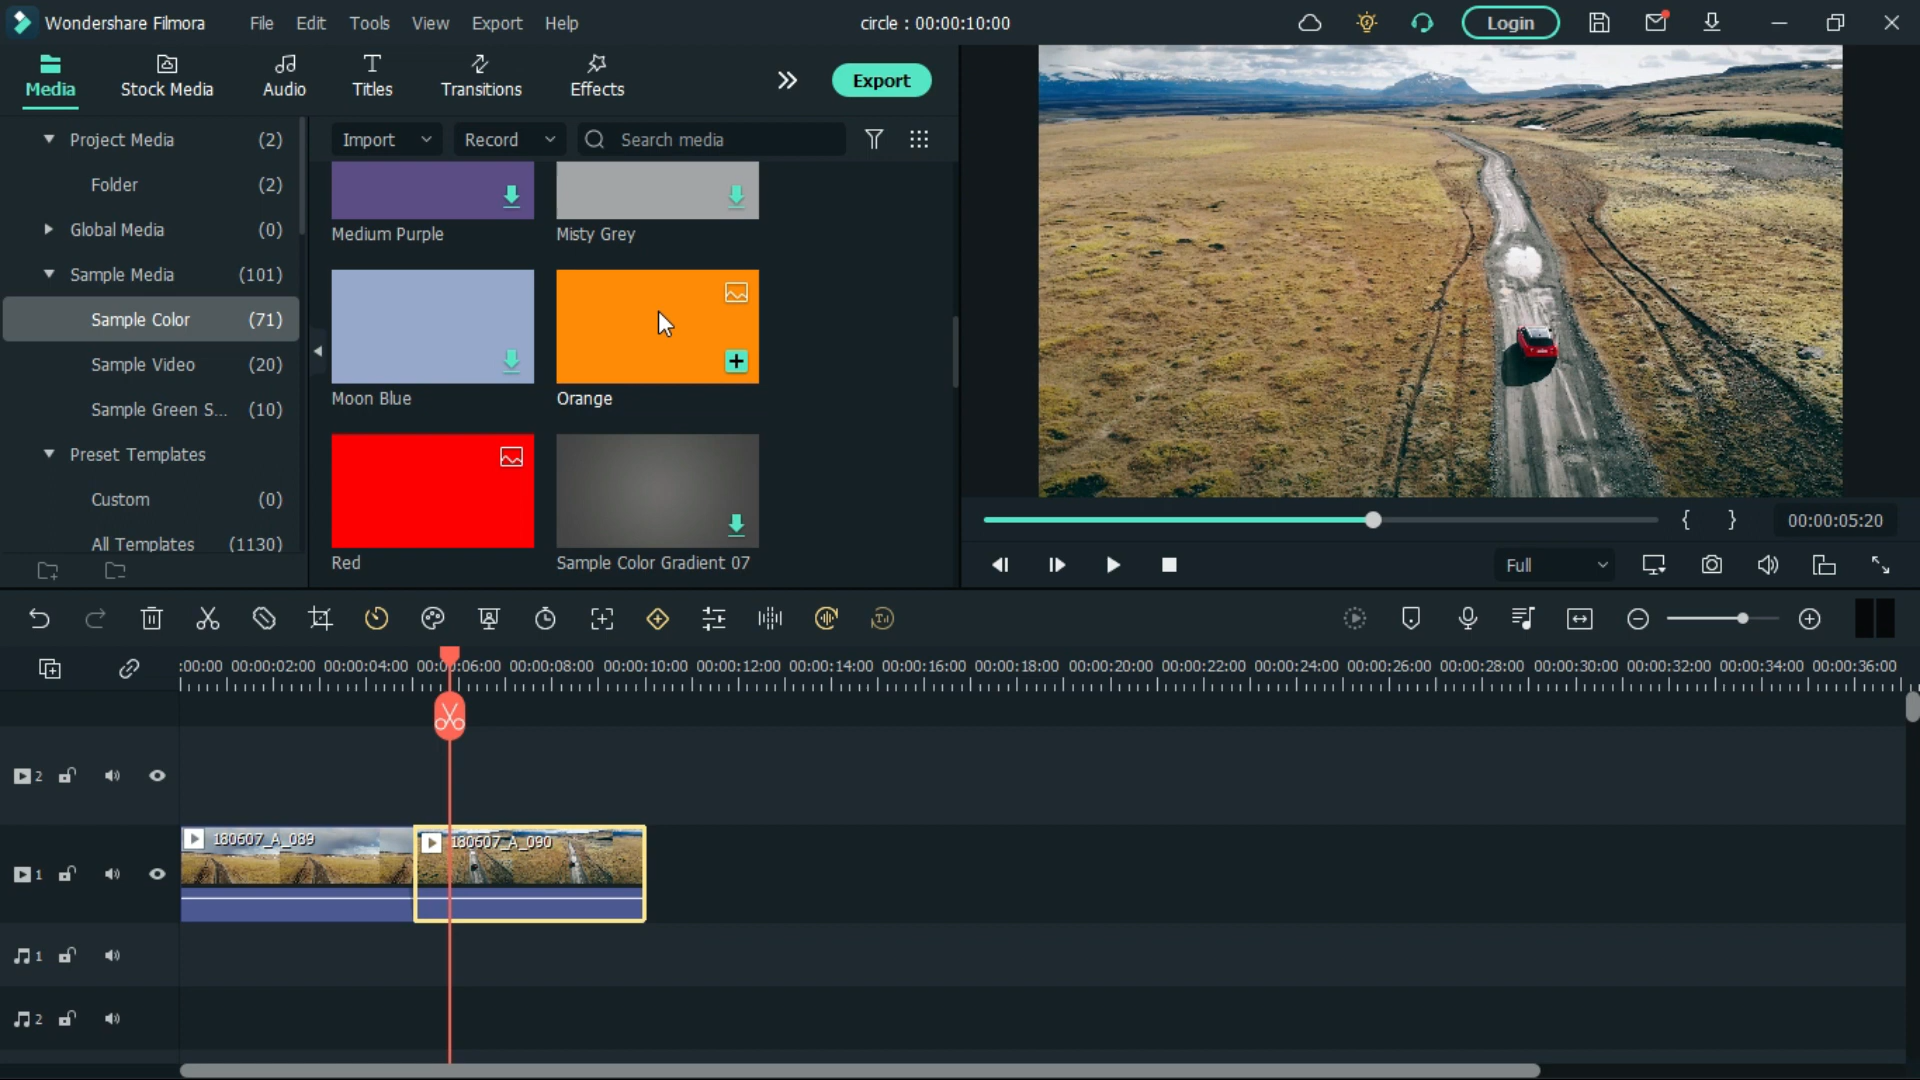 Wondershare Filmora File Edit Tools View Export Help circle : 00:00:10:00 Login
Media Stock Media Audio Titles Transitions Effects Export
Project Media (2)
Folder (2)
Global Media (0)
Sample Media (101)
Sample Color (71)
Sample Video (20)
Sample Green S... (10)
Preset Templates
Custom (0)
All Templates (1130)
Import Record Search media
Medium Purple Misty Grey
Moon Blue Orange
Red Sample Color Gradient 07
00:00:05:20
Full
:00:00 00:00:02:00 00:00:04:00 00:00:06:00 00:00:08:00 00:00:10:00 00:00:12:00 00:00:14:00 00:00:16:00 00:00:18:00 00:00:20:00 00:00:22:00 00:00:24:00 00:00:26:00 00:00:28:00 00:00:30:00 00:00:32:00 00:00:34:00 00:00:36:00
2
180607_A_089 180607_A_090
1
1
2